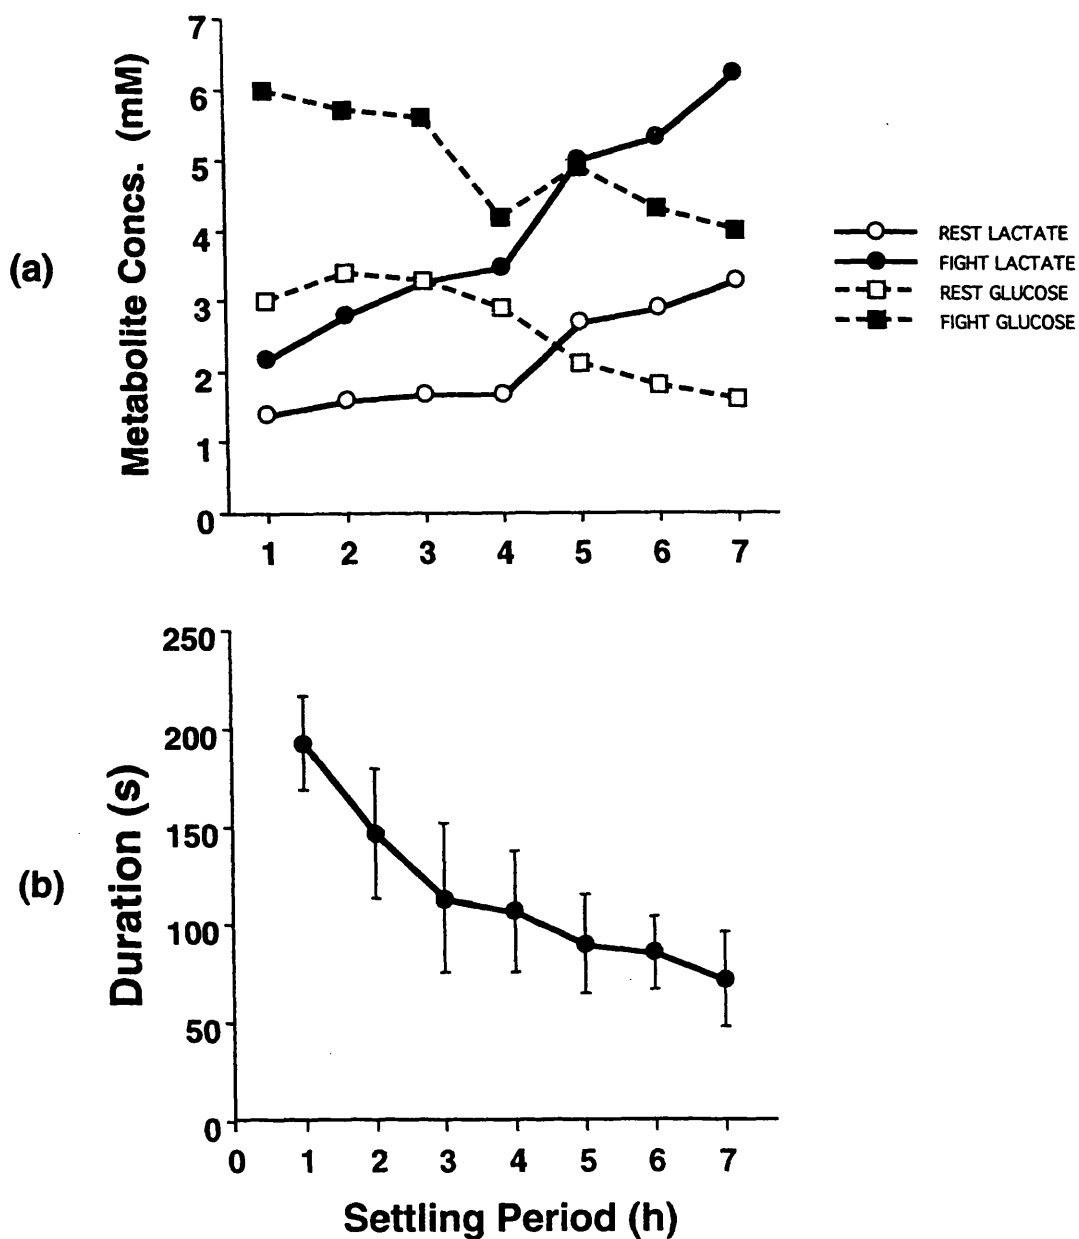 (a)
Metabolite Concs. (mM)
7
6
5
4
3
2
1
0
1 2 3 4 5 6 7
REST LACTATE
FIGHT LACTATE
REST GLUCOSE
FIGHT GLUCOSE
(b)
Duration (s)
250
200
150
100
50
0
0 1 2 3 4 5 6 7
Settling Period (h)